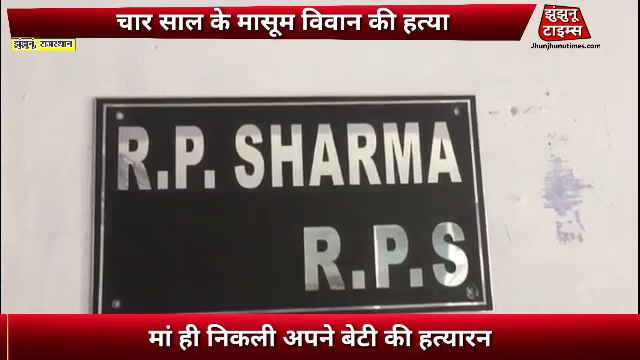 चार साल के मासूम विवान की हत्या
झुंझुनू टाइम्स
Jhunjhunutimes.com
झुंझुनू, राजस्थान
R.P. SHARMA
R.P.S
मां ही निकली अपने बेटी की हत्यारन